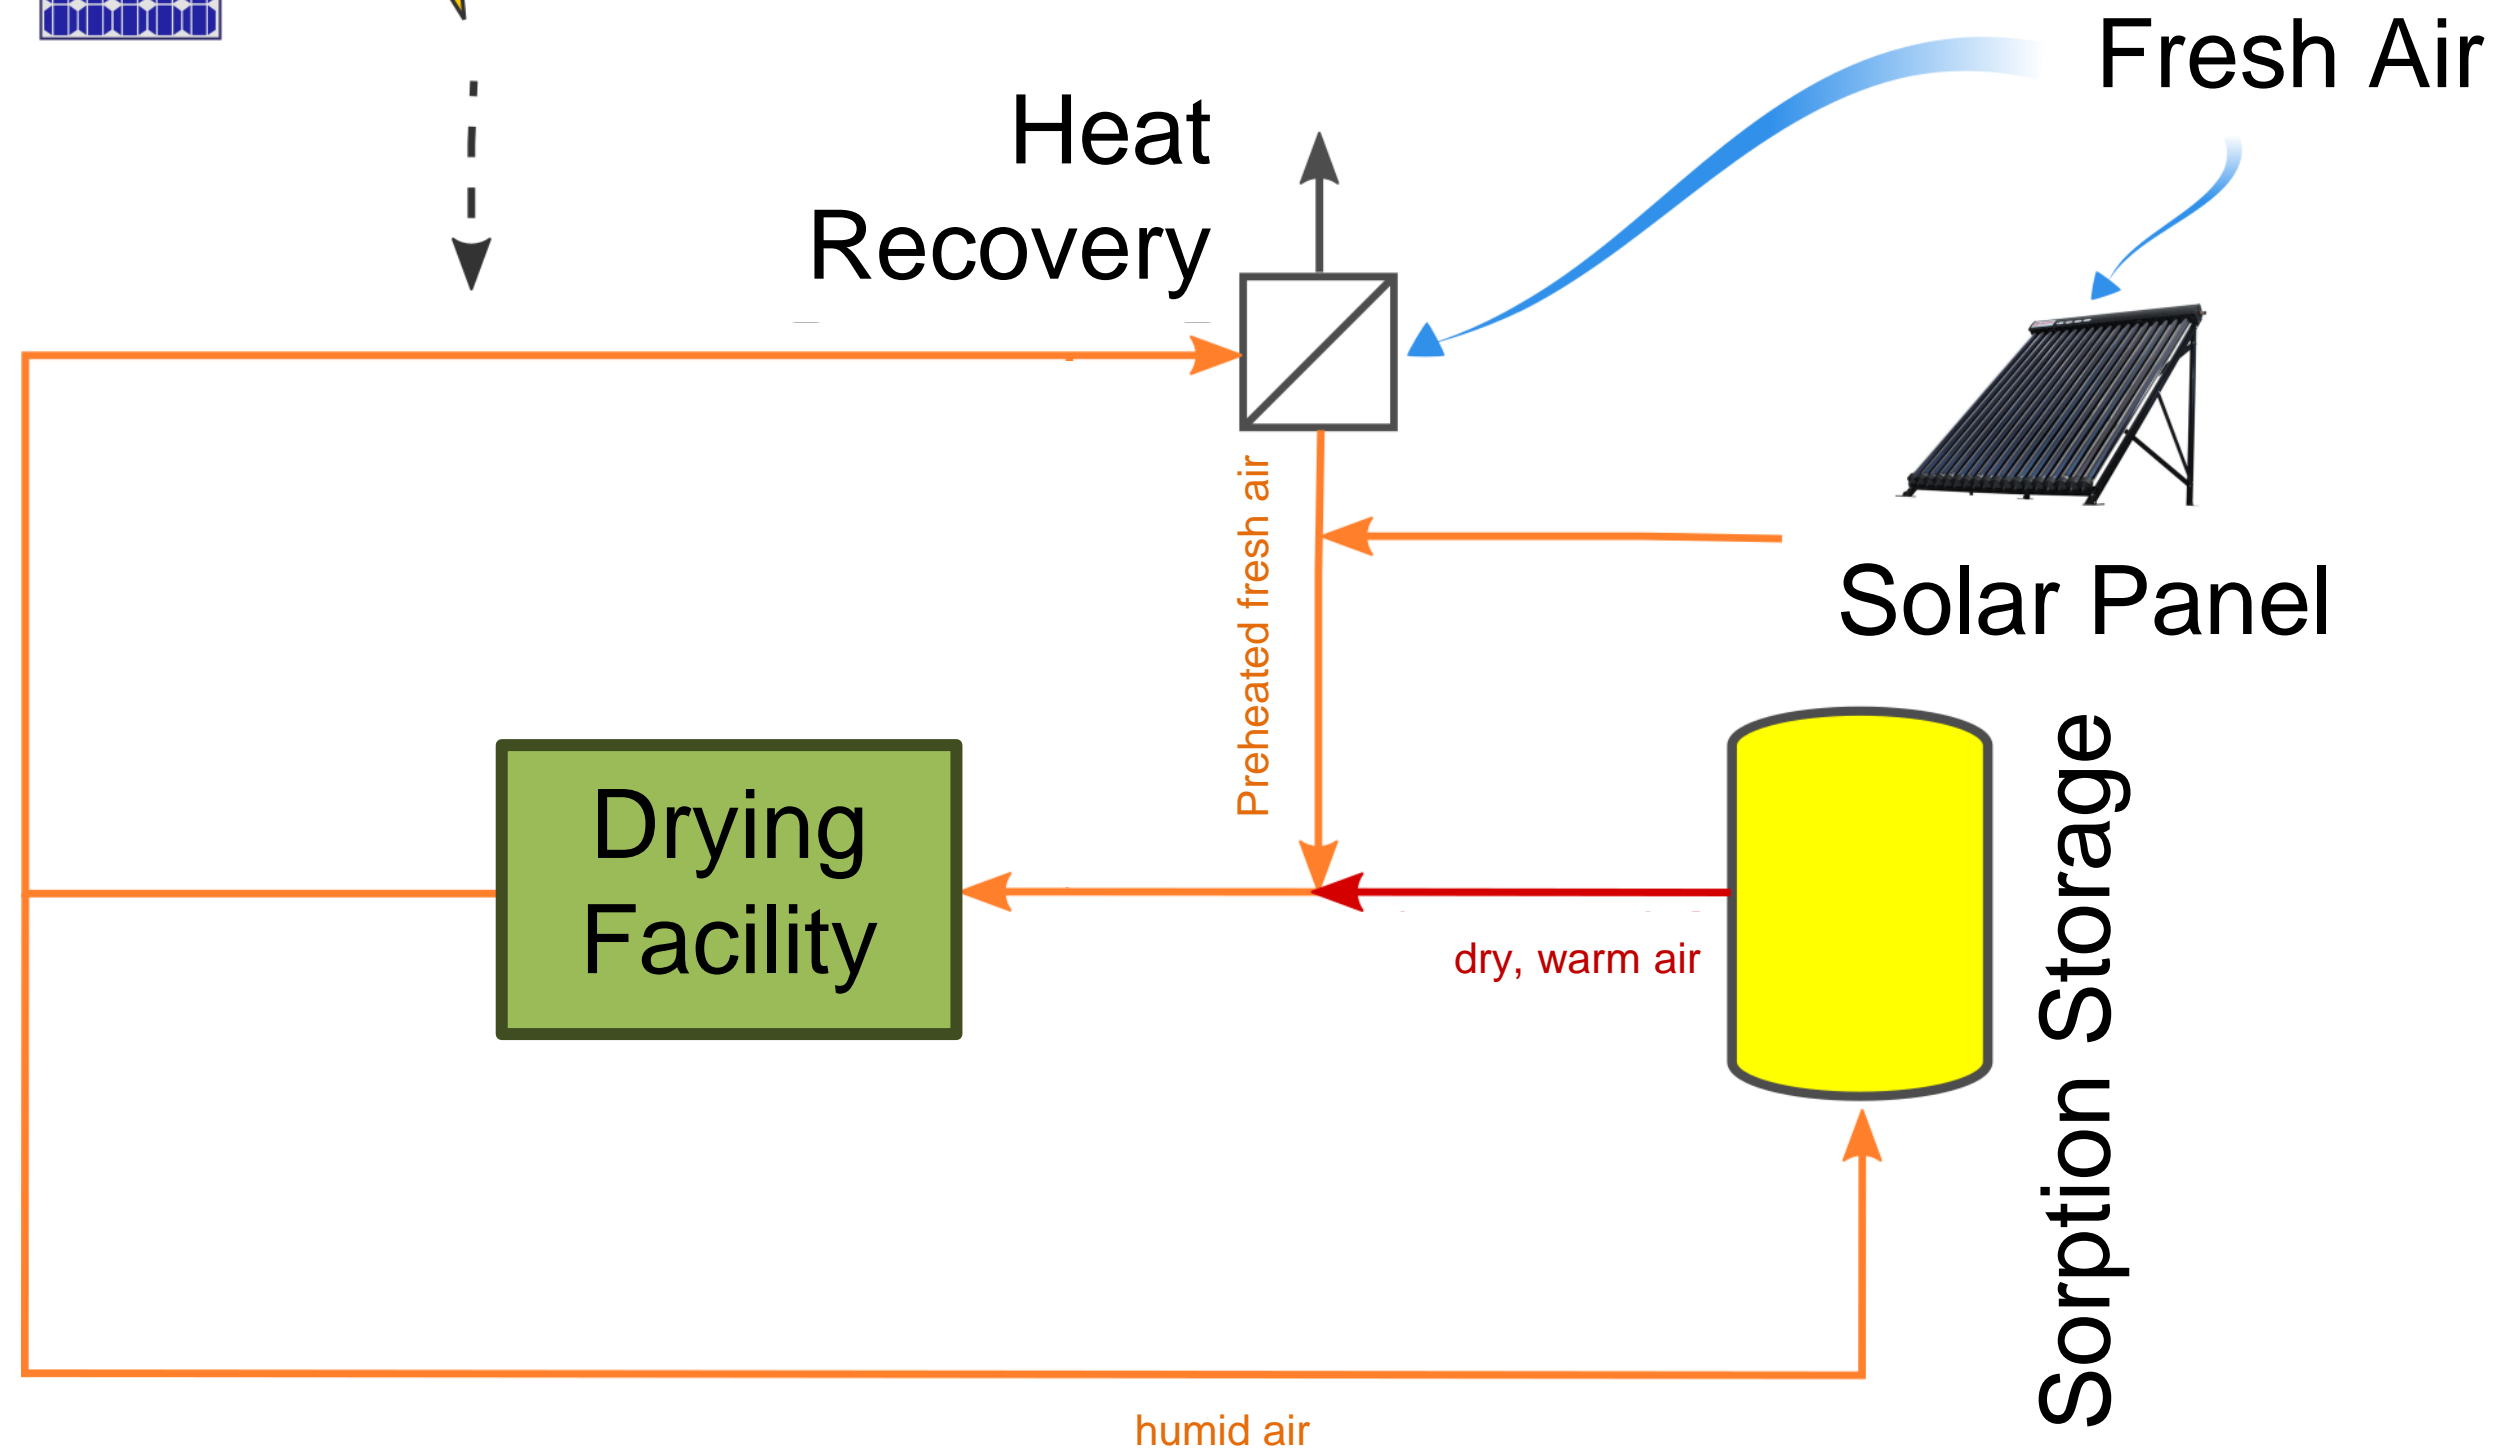 Fresh Air
Heat
Recovery
Preheated fresh air
Solar Panel
Drying
Facility
dry, warm air
Sorption Storage
humid air